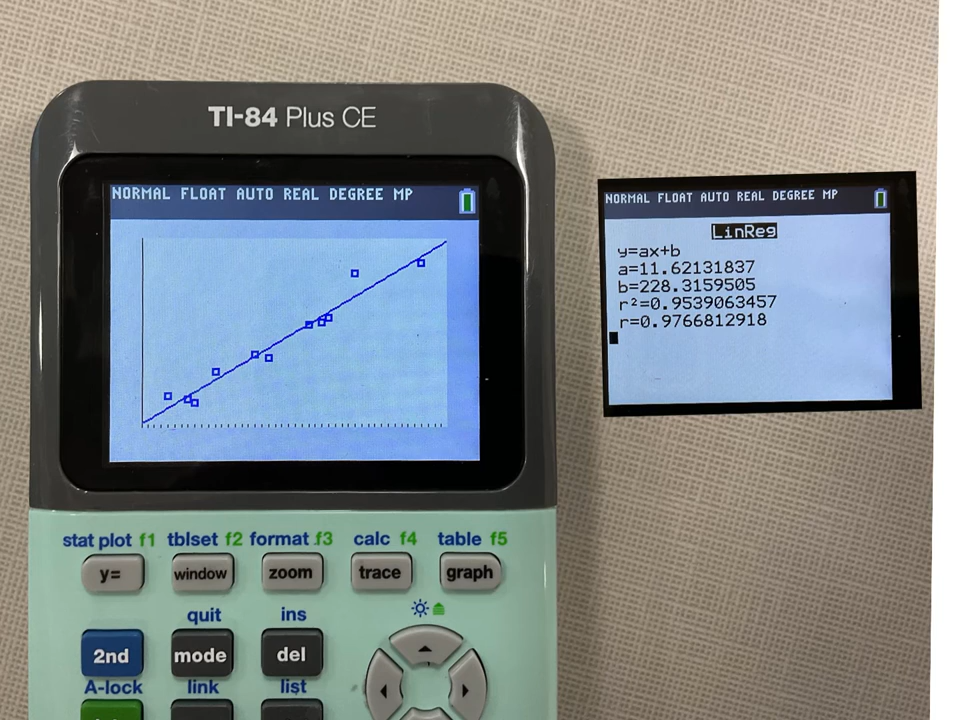 TI-84 Plus CE
NORMAL FLOAT AUTO REAL DEGREE MP
NORMAL FLOAT AUTO REAL DEGREE MP
LinReg
y=ax+b
a=11.62131837
b=228.3159505
r²=0.9539063457
r=0.9766812918
stat plot f1 tblset f2 format f3 calc f4 table f5
y= window zoom trace graph
quit ins
2nd mode del
A-lock link list